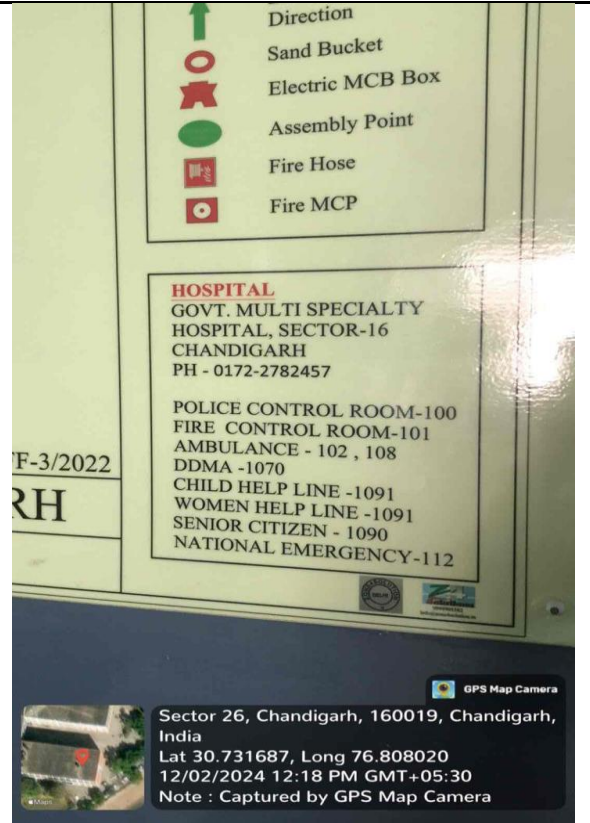 Direction
Sand Bucket
Electric MCB Box
Assembly Point
Fire Hose
Fire MCP
HOSPITAL
GOVT. MULTI SPECIALTY
HOSPITAL, SECTOR-16
CHANDIGARH
PH - 0172-2782457
POLICE CONTROL ROOM-100
FIRE CONTROL ROOM-101
AMBULANCE - 102 , 108
DDMA -1070
CHILD HELP LINE -1091
WOMEN HELP LINE -1091
SENIOR CITIZEN - 1090
NATIONAL EMERGENCY-112
FF-3/2022
RH
GPS Map Camera
Sector 26, Chandigarh, 160019, Chandigarh,
India
Lat 30.731687, Long 76.808020
12/02/2024 12:18 PM GMT+05:30
Note : Captured by GPS Map Camera
Maps